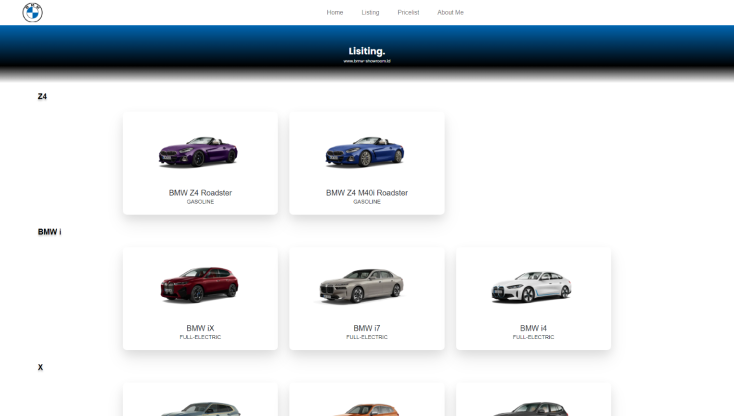 Home Listing Pricelist About Me
Lisiting.
www.bmw-showroom.id
Z4
BMW Z4 Roadster
GASOLINE
BMW Z4 M40i Roadster
GASOLINE
BMW i
BMW iX
FULL-ELECTRIC
BMW i7
FULL-ELECTRIC
BMW i4
FULL-ELECTRIC
X